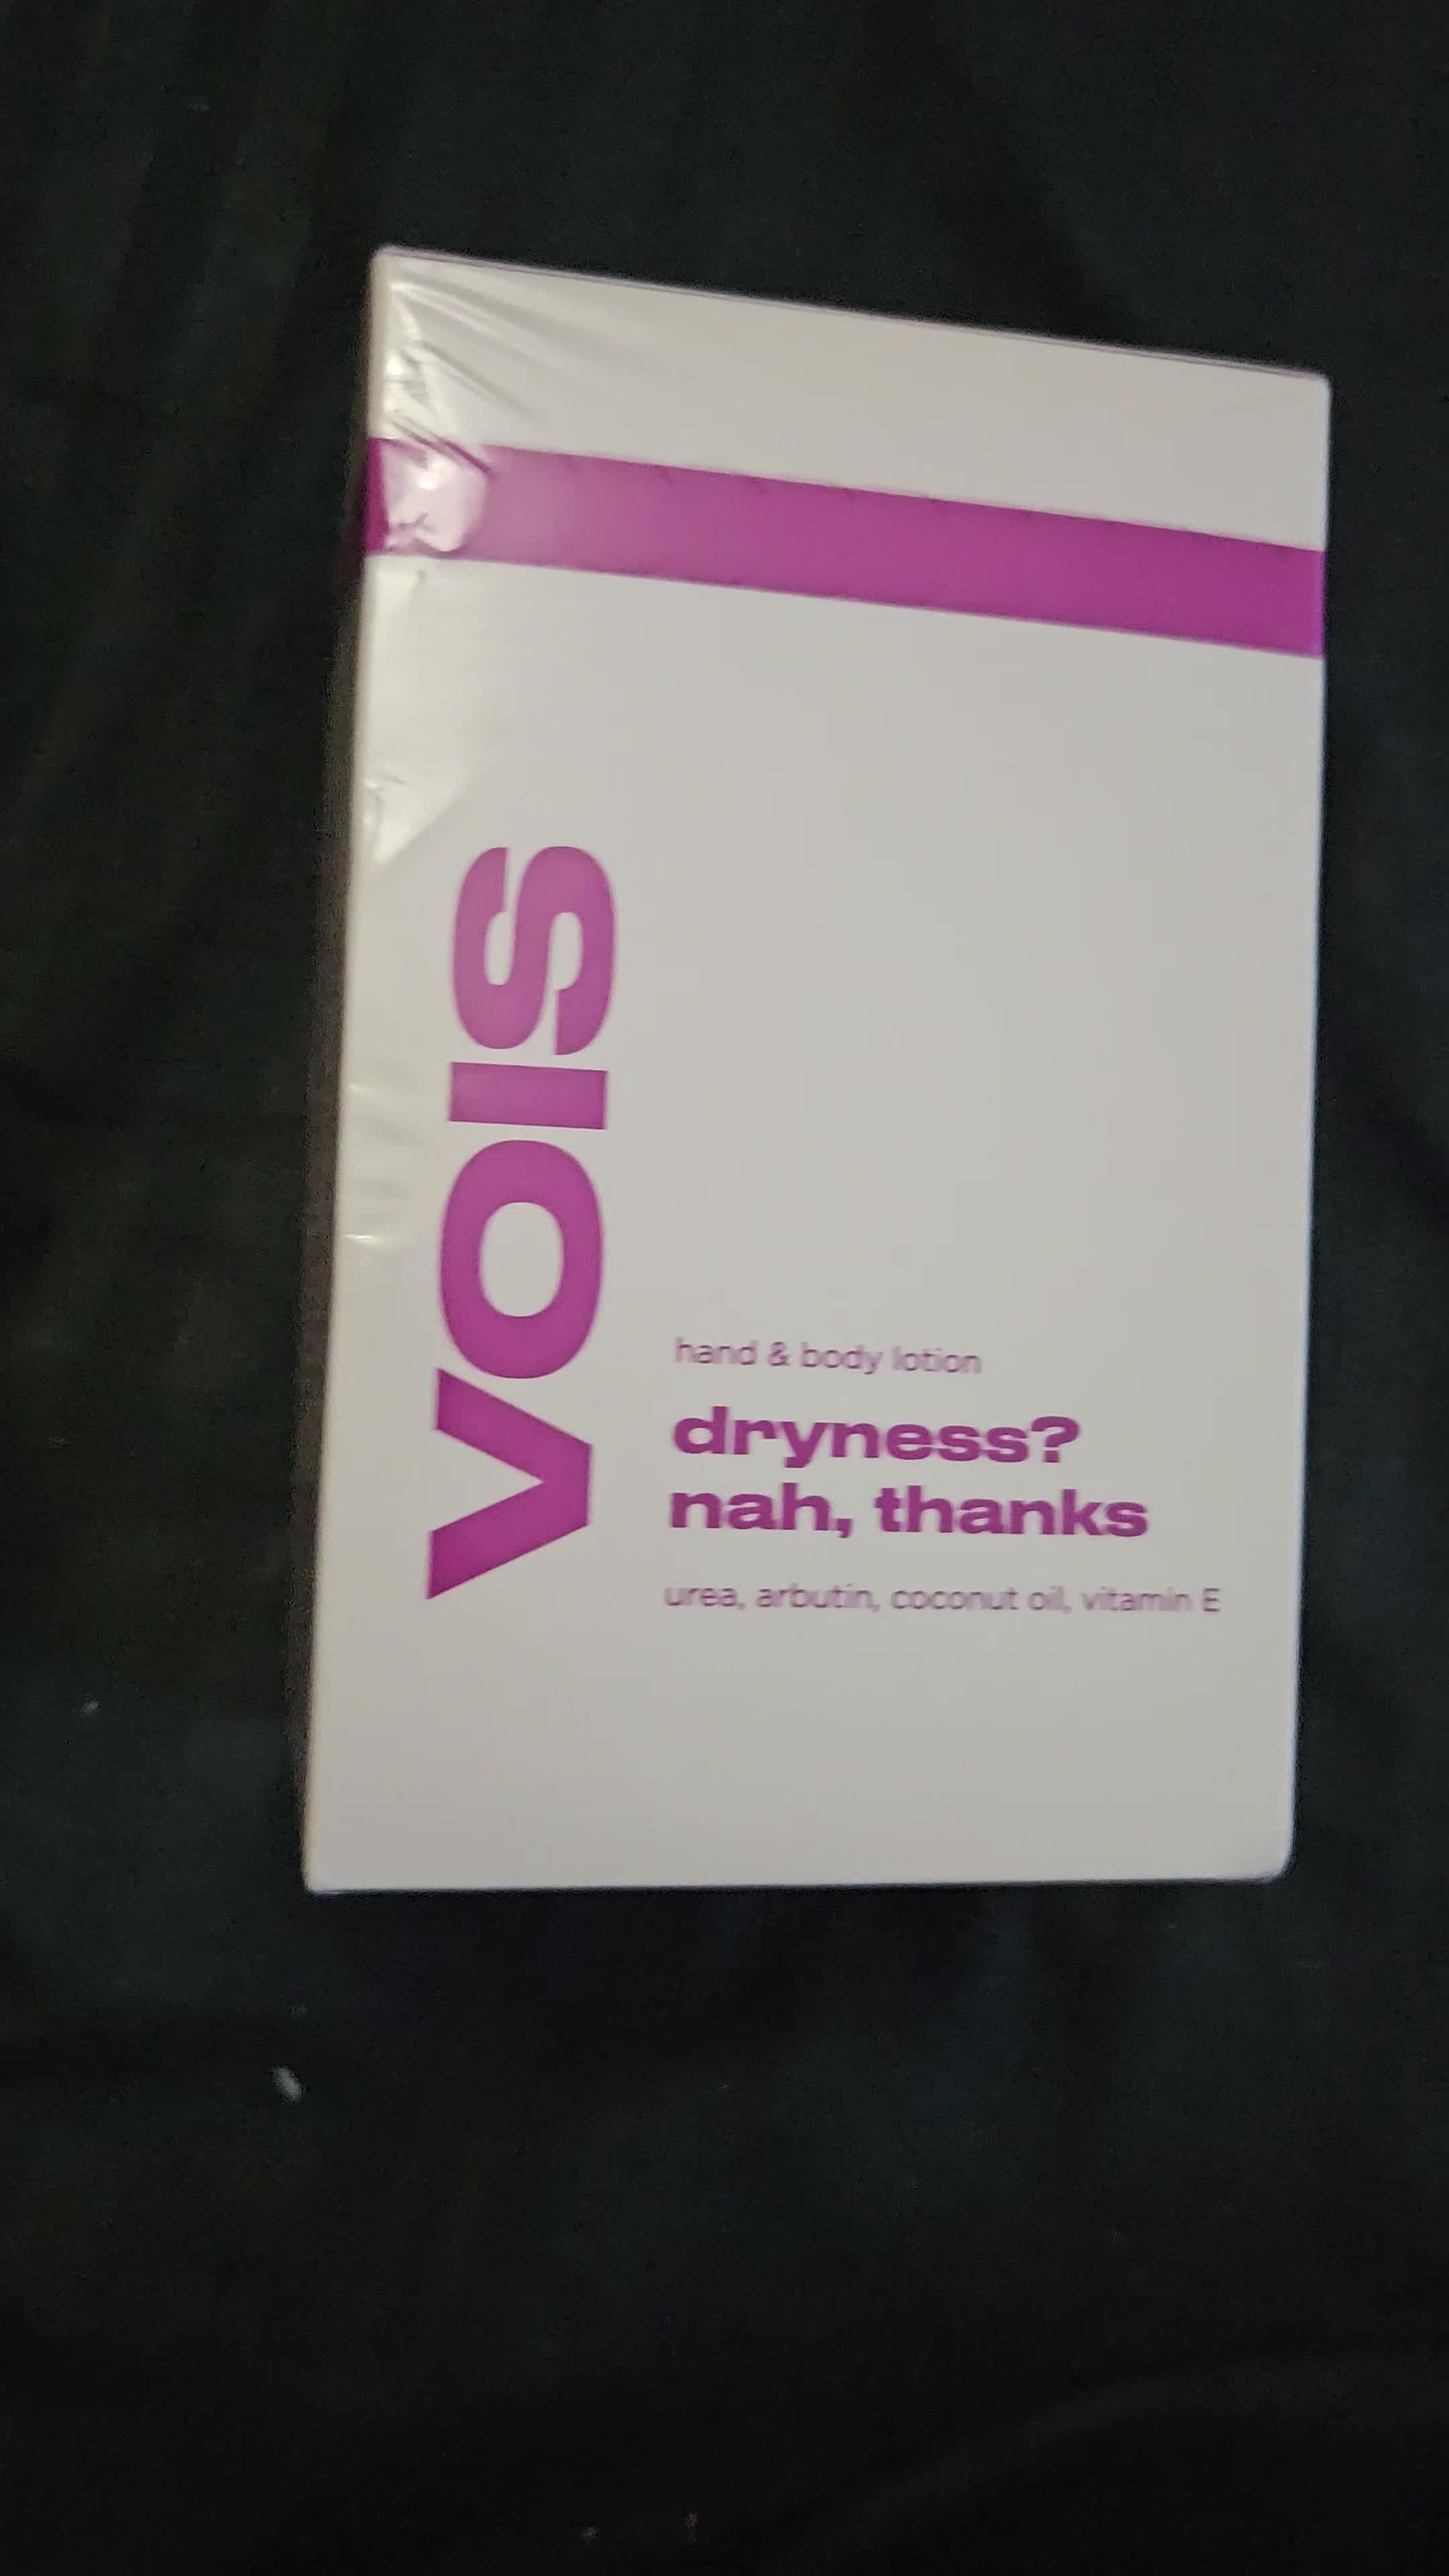 vois
hand & body lotion
dryness?
nah, thanks
urea, arbutin, coconut oil, vitamin E